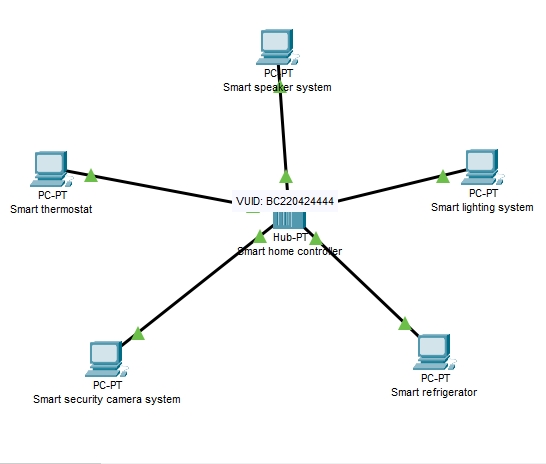 PC-PT
Smart speaker system
PC-PT
Smart thermostat
PC-PT
Smart lighting system
VUID: BC220424444
Hub-PT
Smart home controller
PC-PT
Smart security camera system
PC-PT
Smart refrigerator